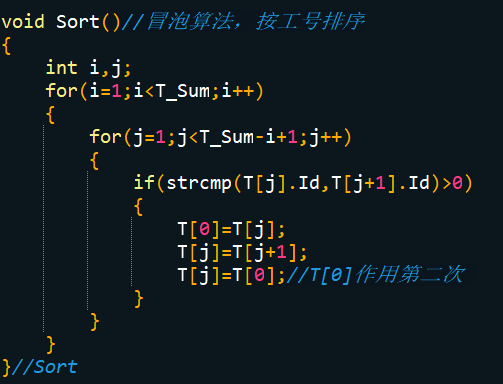 void Sort()//冒泡算法，按工号排序
{
int i,j;
for(i=1;i<T_Sum;i++)
{
for(j=1;j<T_Sum-i+1;j++)
{
if(strcmp(T[j].Id,T[j+1].Id)>0)
{
T[0]=T[j];
T[j]=T[j+1];
T[j]=T[0];//T[0]作用第二次
}
}
}
}//Sort